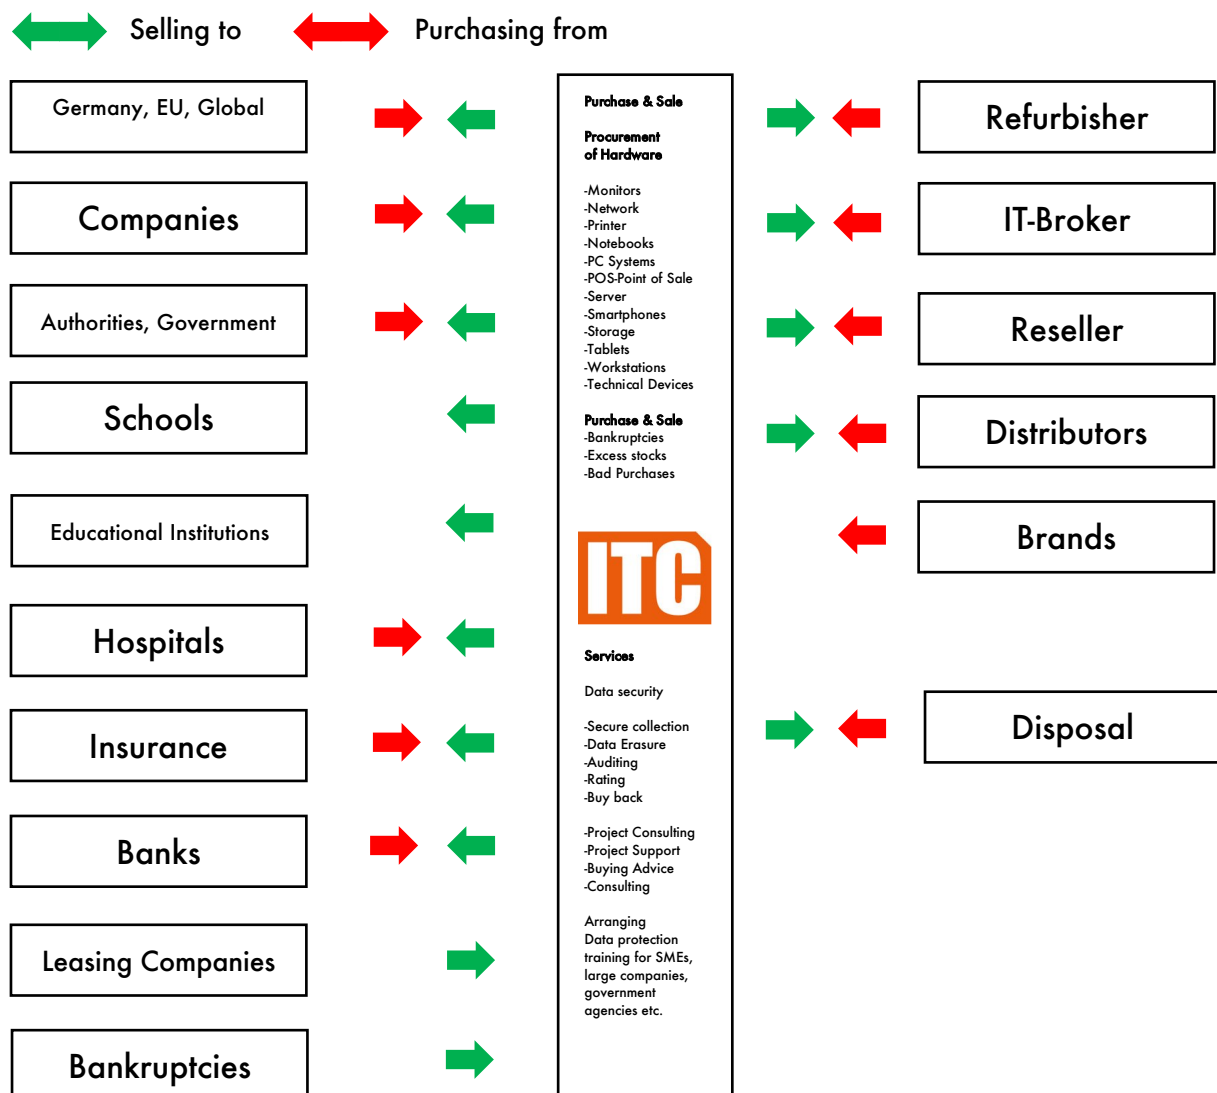 Selling to
Purchasing from
Germany, EU, Global
Companies
Authorities, Government
Schools
Educational Institutions
Hospitals
Insurance
Banks
Leasing Companies
Bankruptcies
Purchase & Sale
Procurement
of Hardware
-Monitors
-Network
-Printer
-Notebooks
-PC Systems
-POS-Point of Sale
-Server
-Smartphones
-Storage
-Tablets
-Workstations
-Technical Devices
Purchase & Sale
-Bankruptcies
-Excess stocks
-Bad Purchases
ITC
Services
Data security
-Secure collection
-Data Erasure
-Auditing
-Rating
-Buy back
-Project Consulting
-Project Support
-Buying Advice
-Consulting
Arranging
Data protection
training for SMEs,
large companies,
government
agencies etc.
Refurbisher
IT-Broker
Reseller
Distributors
Brands
Disposal